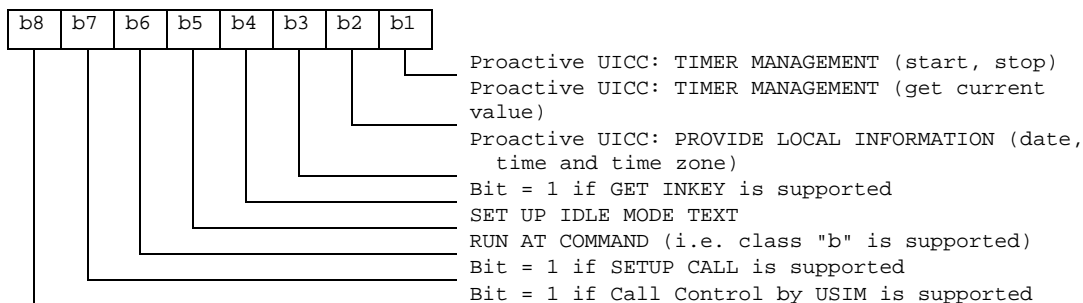 b8 b7 b6 b5 b4 b3 b2 b1
Proactive UICC: TIMER MANAGEMENT (start, stop)
Proactive UICC: TIMER MANAGEMENT (get current
value)
Proactive UICC: PROVIDE LOCAL INFORMATION (date,
time and time zone)
Bit = 1 if GET INKEY is supported
SET UP IDLE MODE TEXT
RUN AT COMMAND (i.e. class "b" is supported)
Bit = 1 if SETUP CALL is supported
Bit = 1 if Call Control by USIM is supported